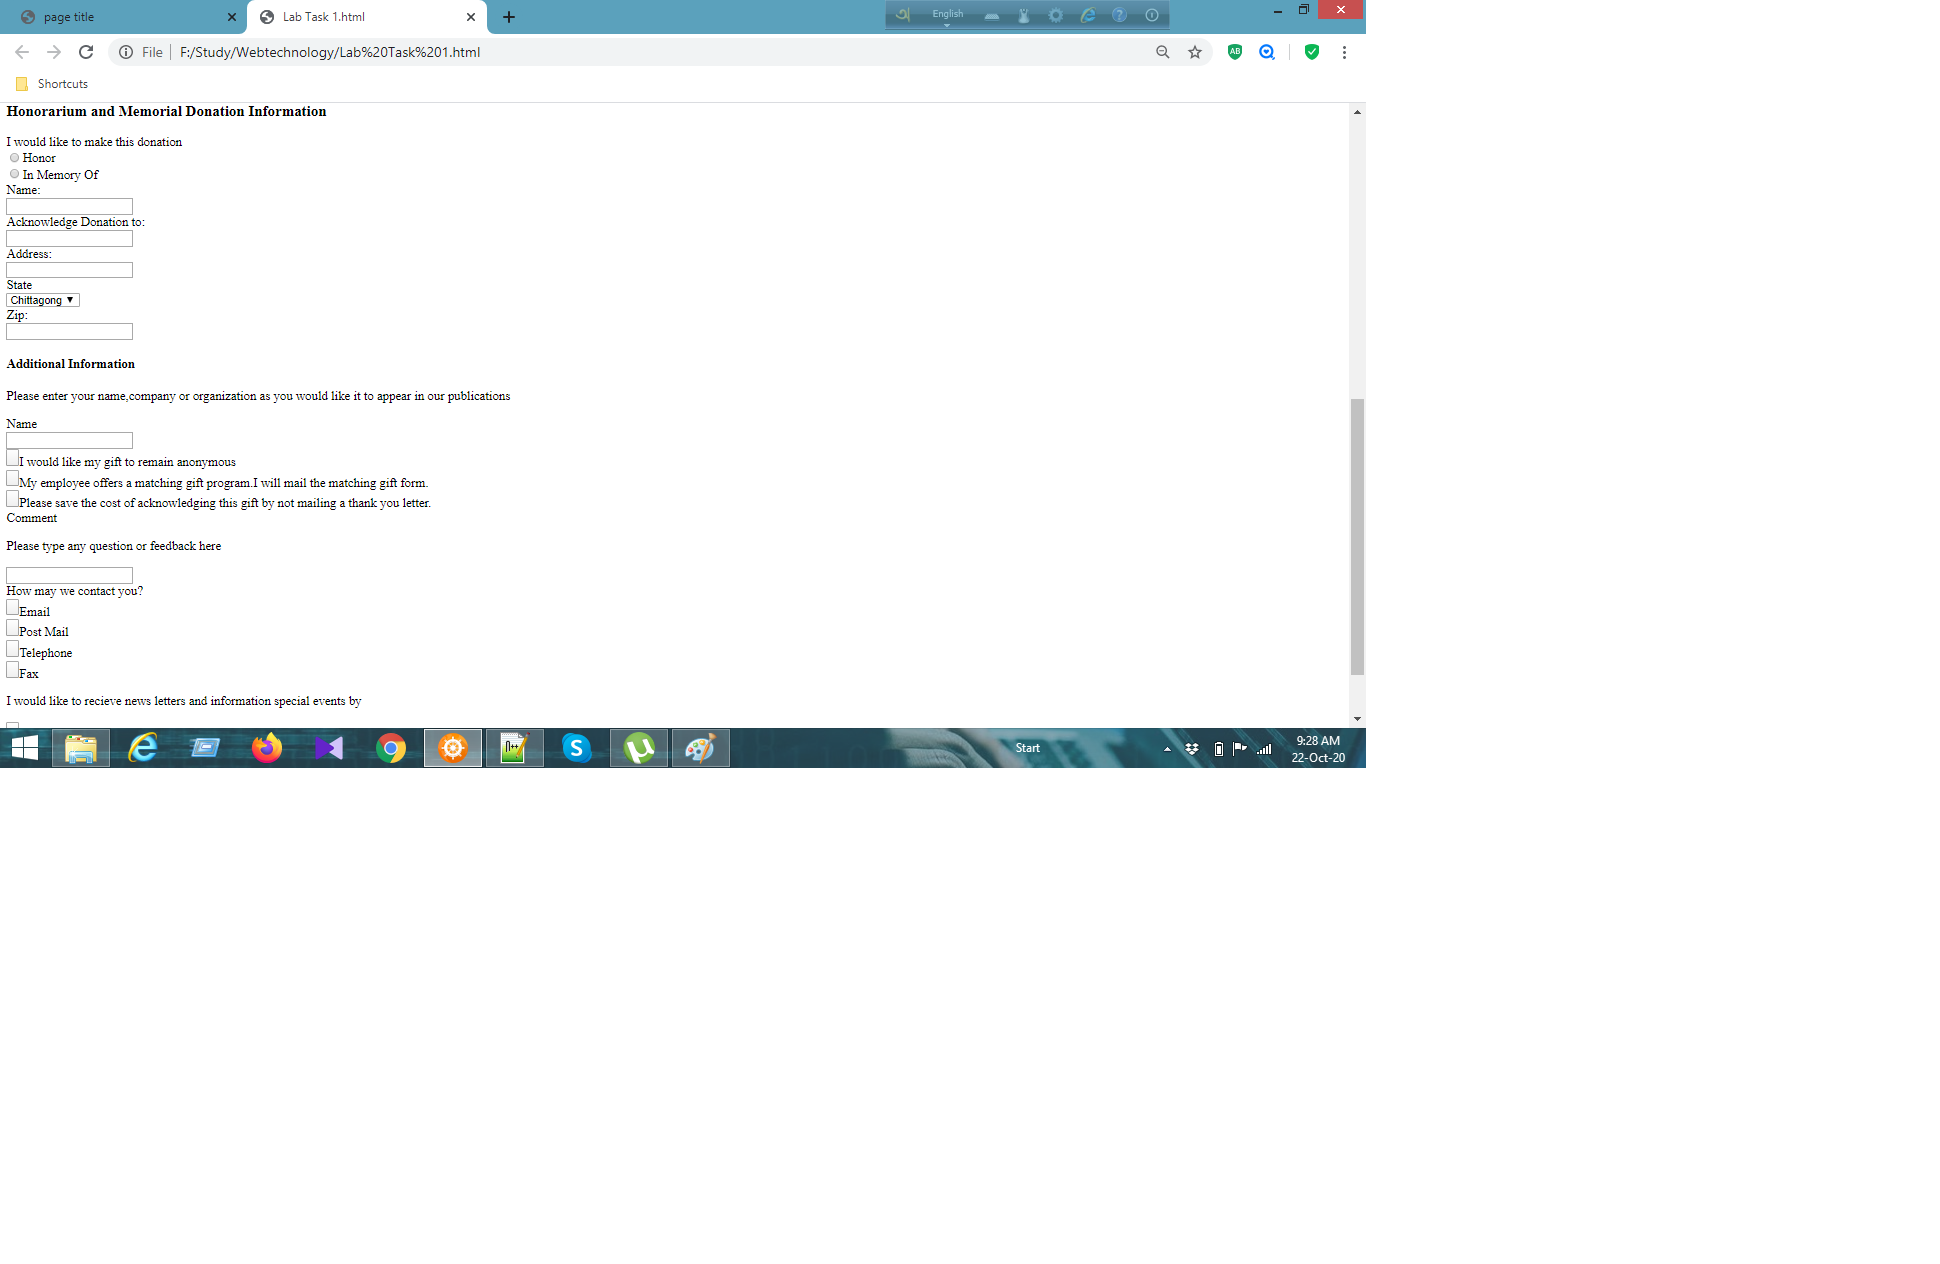 page title
Lab Task 1.html
English
File
F:/Study/Webtechnology/Lab%20Task%201.html
Shortcuts
Honorarium and Memorial Donation Information
I would like to make this donation
Honor
In Memory Of
Name:
Acknowledge Donation to:
Address:
State
Chittagong
Zip:
Additional Information
Please enter your name,company or organization as you would like it to appear in our publications
Name
I would like my gift to remain anonymous
My employee offers a matching gift program.I will mail the matching gift form.
Please save the cost of acknowledging this gift by not mailing a thank you letter.
Comment
Please type any question or feedback here
How may we contact you?
Email
Post Mail
Telephone
Fax
I would like to recieve news letters and information special events by
Start
9:28 AM
22-Oct-20